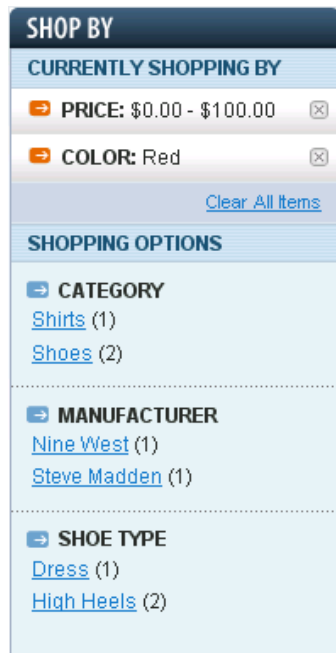 SHOP BY
CURRENTLY SHOPPING BY
PRICE: $0.00 - $100.00
COLOR: Red
Clear All Items
SHOPPING OPTIONS
CATEGORY
Shirts (1)
Shoes (2)
MANUFACTURER
Nine West (1)
Steve Madden (1)
SHOE TYPE
Dress (1)
High Heels (2)